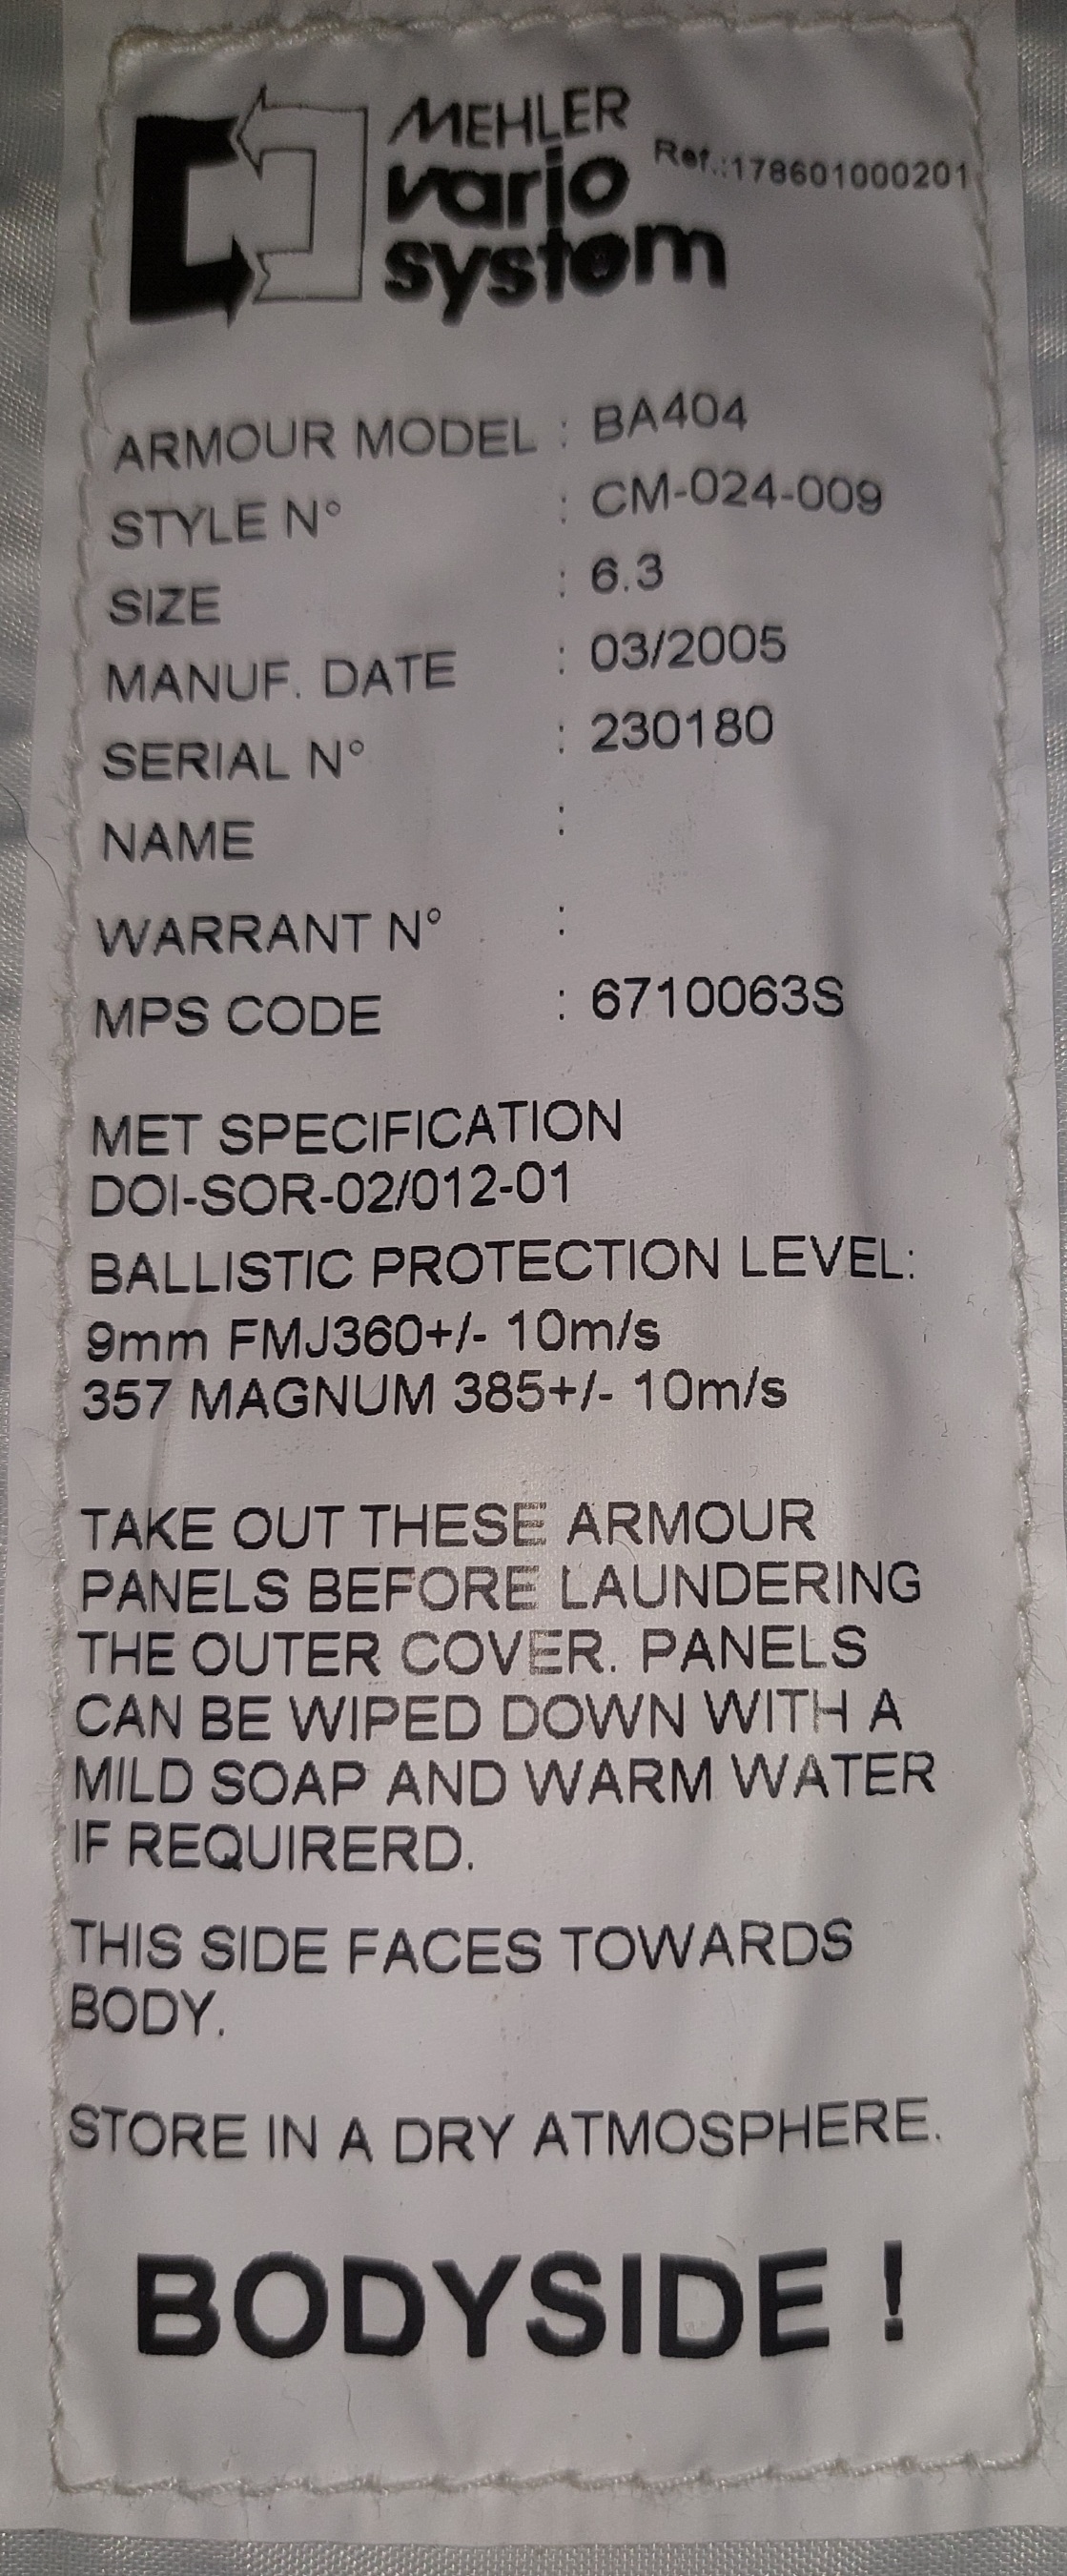 MEHLER
vario
system
Ref.:178601000201
ARMOUR MODEL : BA404
STYLE N° : CM-024-009
SIZE : 6.3
MANUF. DATE : 03/2005
SERIAL N° : 230180
NAME :
WARRANT N° :
MPS CODE : 6710063S
MET SPECIFICATION
DOI-SOR-02/012-01
BALLISTIC PROTECTION LEVEL:
9mm FMJ360+/- 10m/s
357 MAGNUM 385+/- 10m/s
TAKE OUT THESE ARMOUR
PANELS BEFORE LAUNDERING
THE OUTER COVER. PANELS
CAN BE WIPED DOWN WITH A
MILD SOAP AND WARM WATER
IF REQUIRERD.
THIS SIDE FACES TOWARDS
BODY.
STORE IN A DRY ATMOSPHERE.
BODYSIDE !